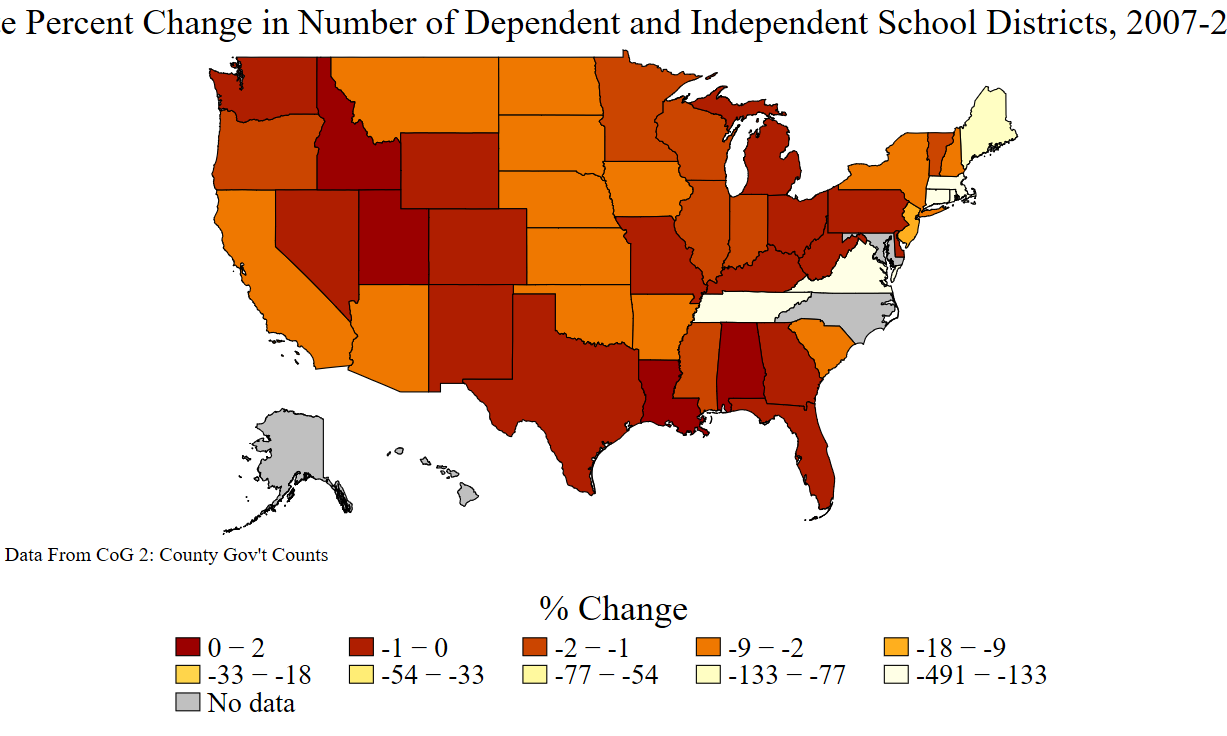 e Percent Change in Number of Dependent and Independent School Districts, 2007-2
Data From CoG 2: County Gov't Counts
% Change
0 − 2 -1 − 0 -2 − -1 -9 − -2 -18 − -9
-33 − -18 -54 − -33 -77 − -54 -133 − -77 -491 − -133
No data